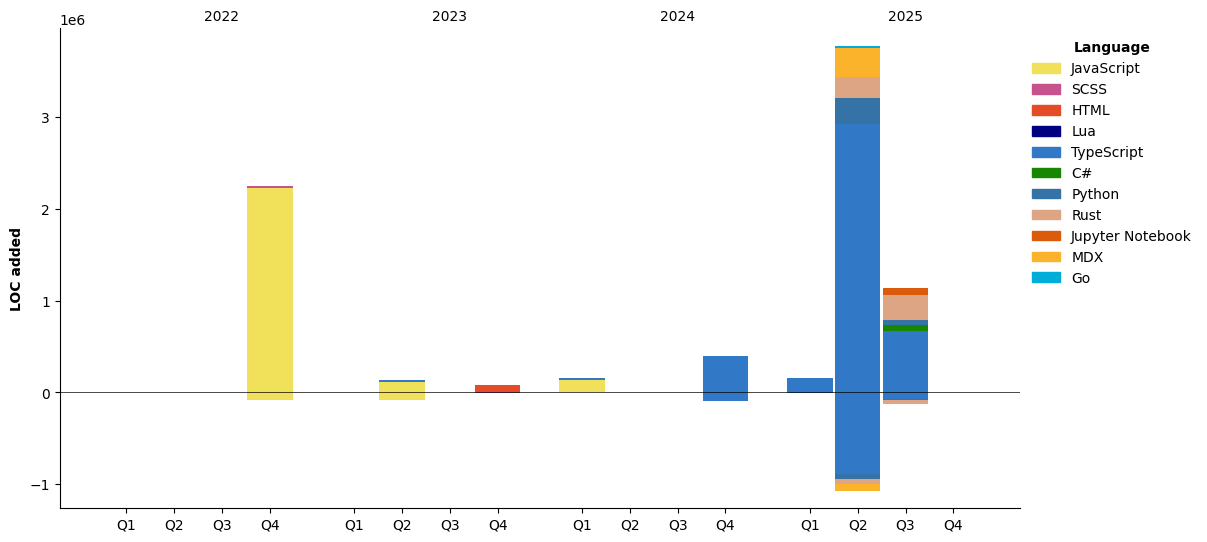 1e6
2022 2023 2024 2025
Language
JavaScript
SCSS
HTML
Lua
TypeScript
C#
Python
Rust
Jupyter Notebook
MDX
Go
LOC added
3
2
1
0
−1
Q1 Q2 Q3 Q4 Q1 Q2 Q3 Q4 Q1 Q2 Q3 Q4 Q1 Q2 Q3 Q4